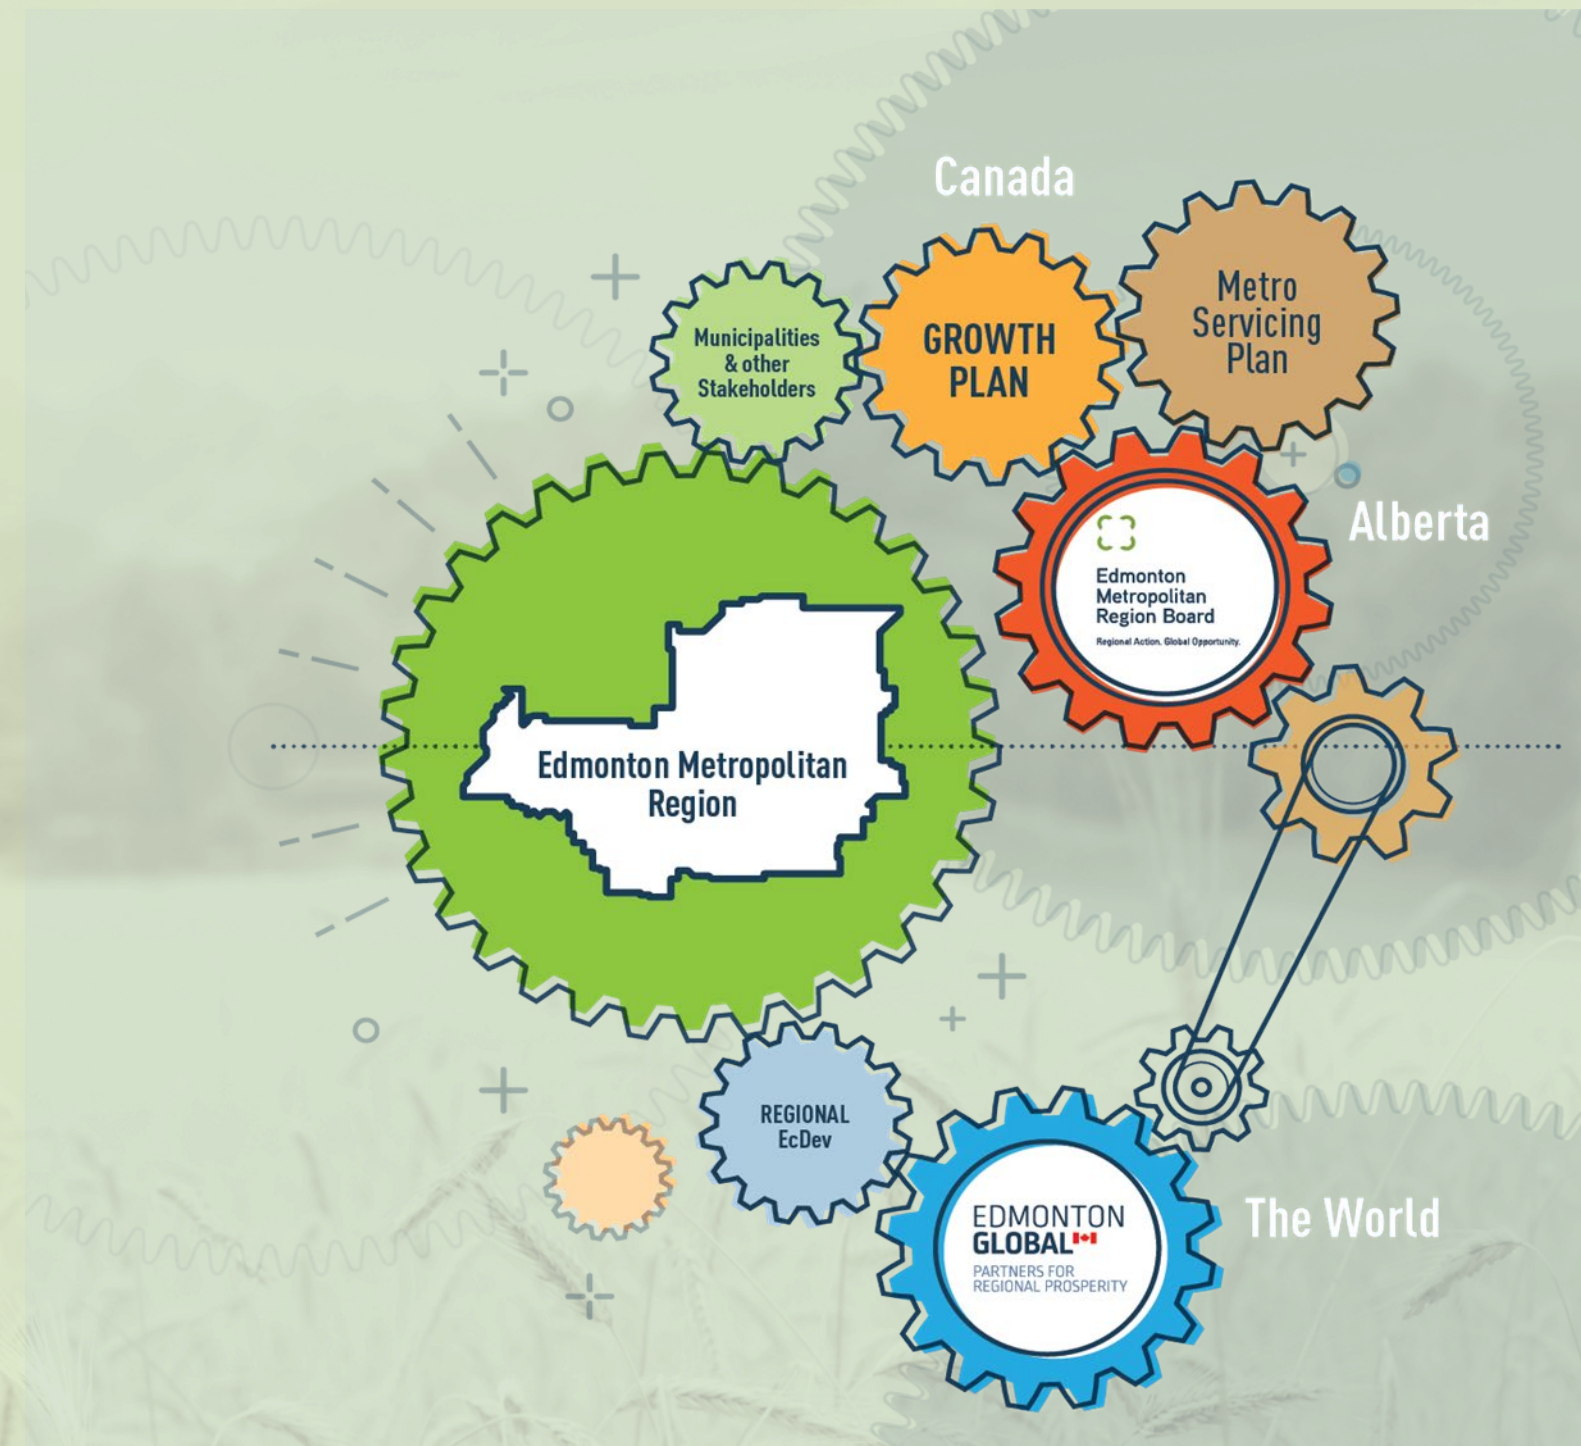 Canada
Municipalities
& other
Stakeholders
GROWTH
PLAN
Metro
Servicing
Plan
Alberta
Edmonton
Metropolitan
Region Board
Regional Action. Global Opportunity.
Edmonton Metropolitan
Region
REGIONAL
EcDev
EDMONTON
GLOBAL
PARTNERS FOR
REGIONAL PROSPERITY
The World